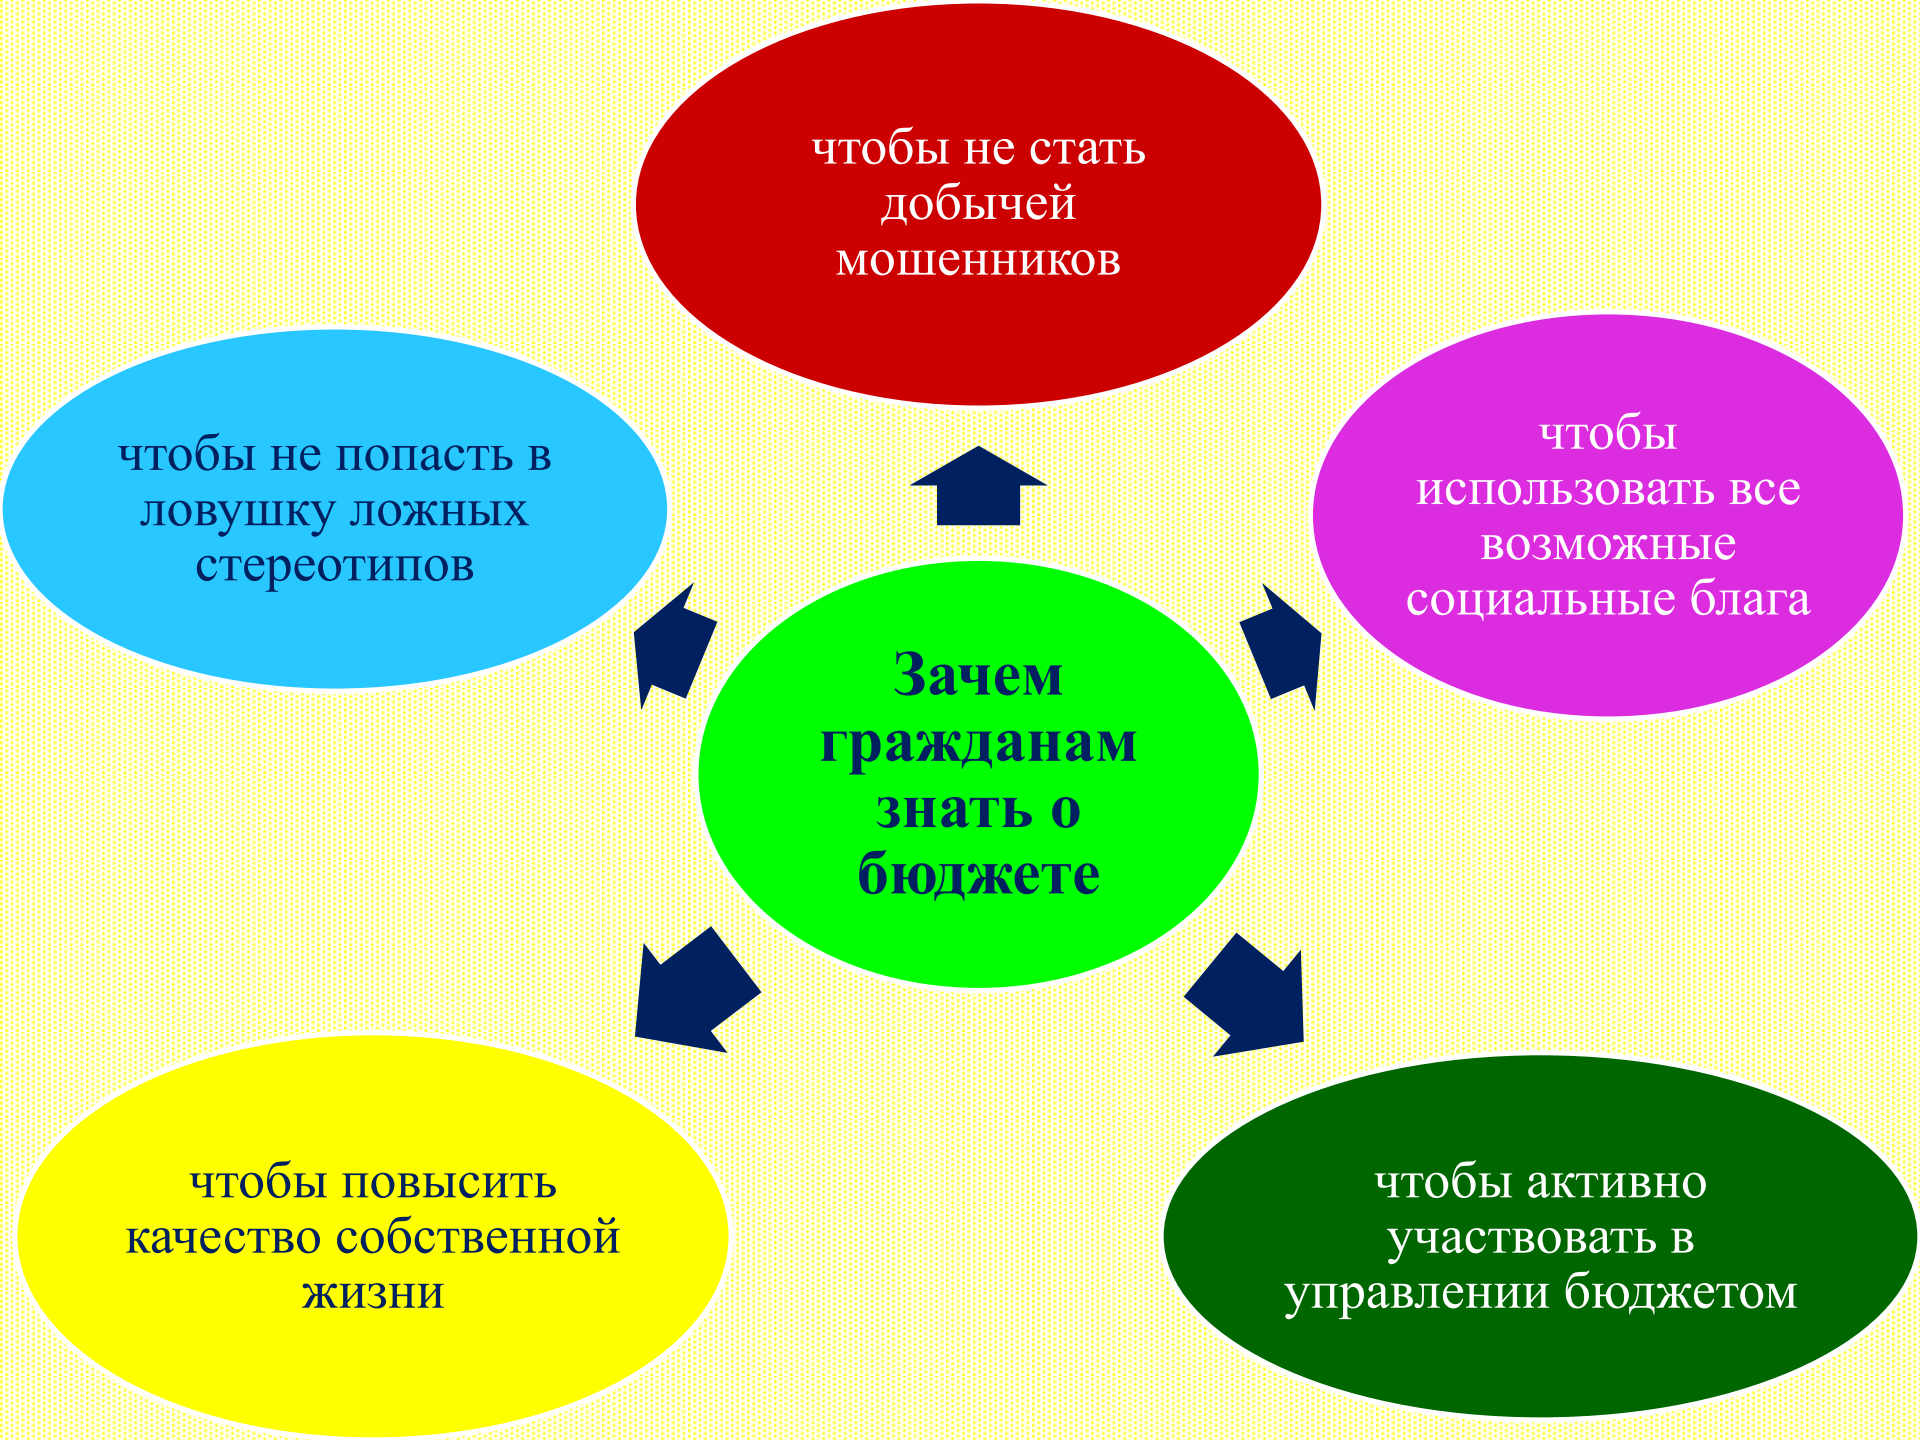 чтобы не стать
добычей
мошенников
чтобы не попасть в
ловушку ложных
стереотипов
чтобы
использовать все
возможные
социальные блага
Зачем
гражданам
знать о
бюджете
чтобы повысить
качество собственной
жизни
чтобы активно
участвовать в
управлении бюджетом